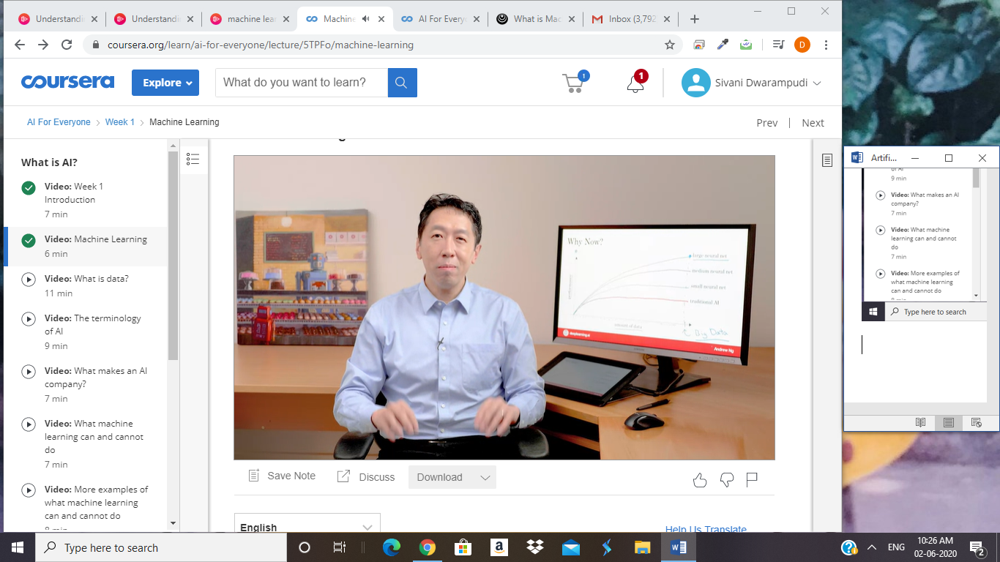 Understandi
Understandi
machine lea
Machine
AI For Every
What is Mac
Inbox (3,792
coursera.org/learn/ai-for-everyone/lecture/5TPFo/machine-learning
D
coursera
Explore
What do you want to learn?
1
1
Sivani Dwarampudi
AI For Everyone
Week 1
Machine Learning
Prev
Next
What is AI?
Video: Week 1
Introduction
7 min
Video: Machine Learning
6 min
Video: What is data?
11 min
Video: The terminology
of AI
9 min
Video: What makes an AI
company?
7 min
Video: What machine
learning can and cannot
do
7 min
Video: More examples of
what machine learning
can and cannot do
8 min
Why Now?
large neural net
medium neural net
small neural net
traditional AI
amount of data
Big Data
deeplearning.ai
Andrew Ng
Save Note
Discuss
Download
English
Help Us Translate
Artifi...
of AI
9 min
Video: What makes an AI
company?
7 min
Video: What machine
learning can and cannot
do
7 min
Video: More examples of
what machine learning
can and cannot do
8 min
Type here to search
Type here to search
a
ENG
10:26 AM
02-06-2020
2